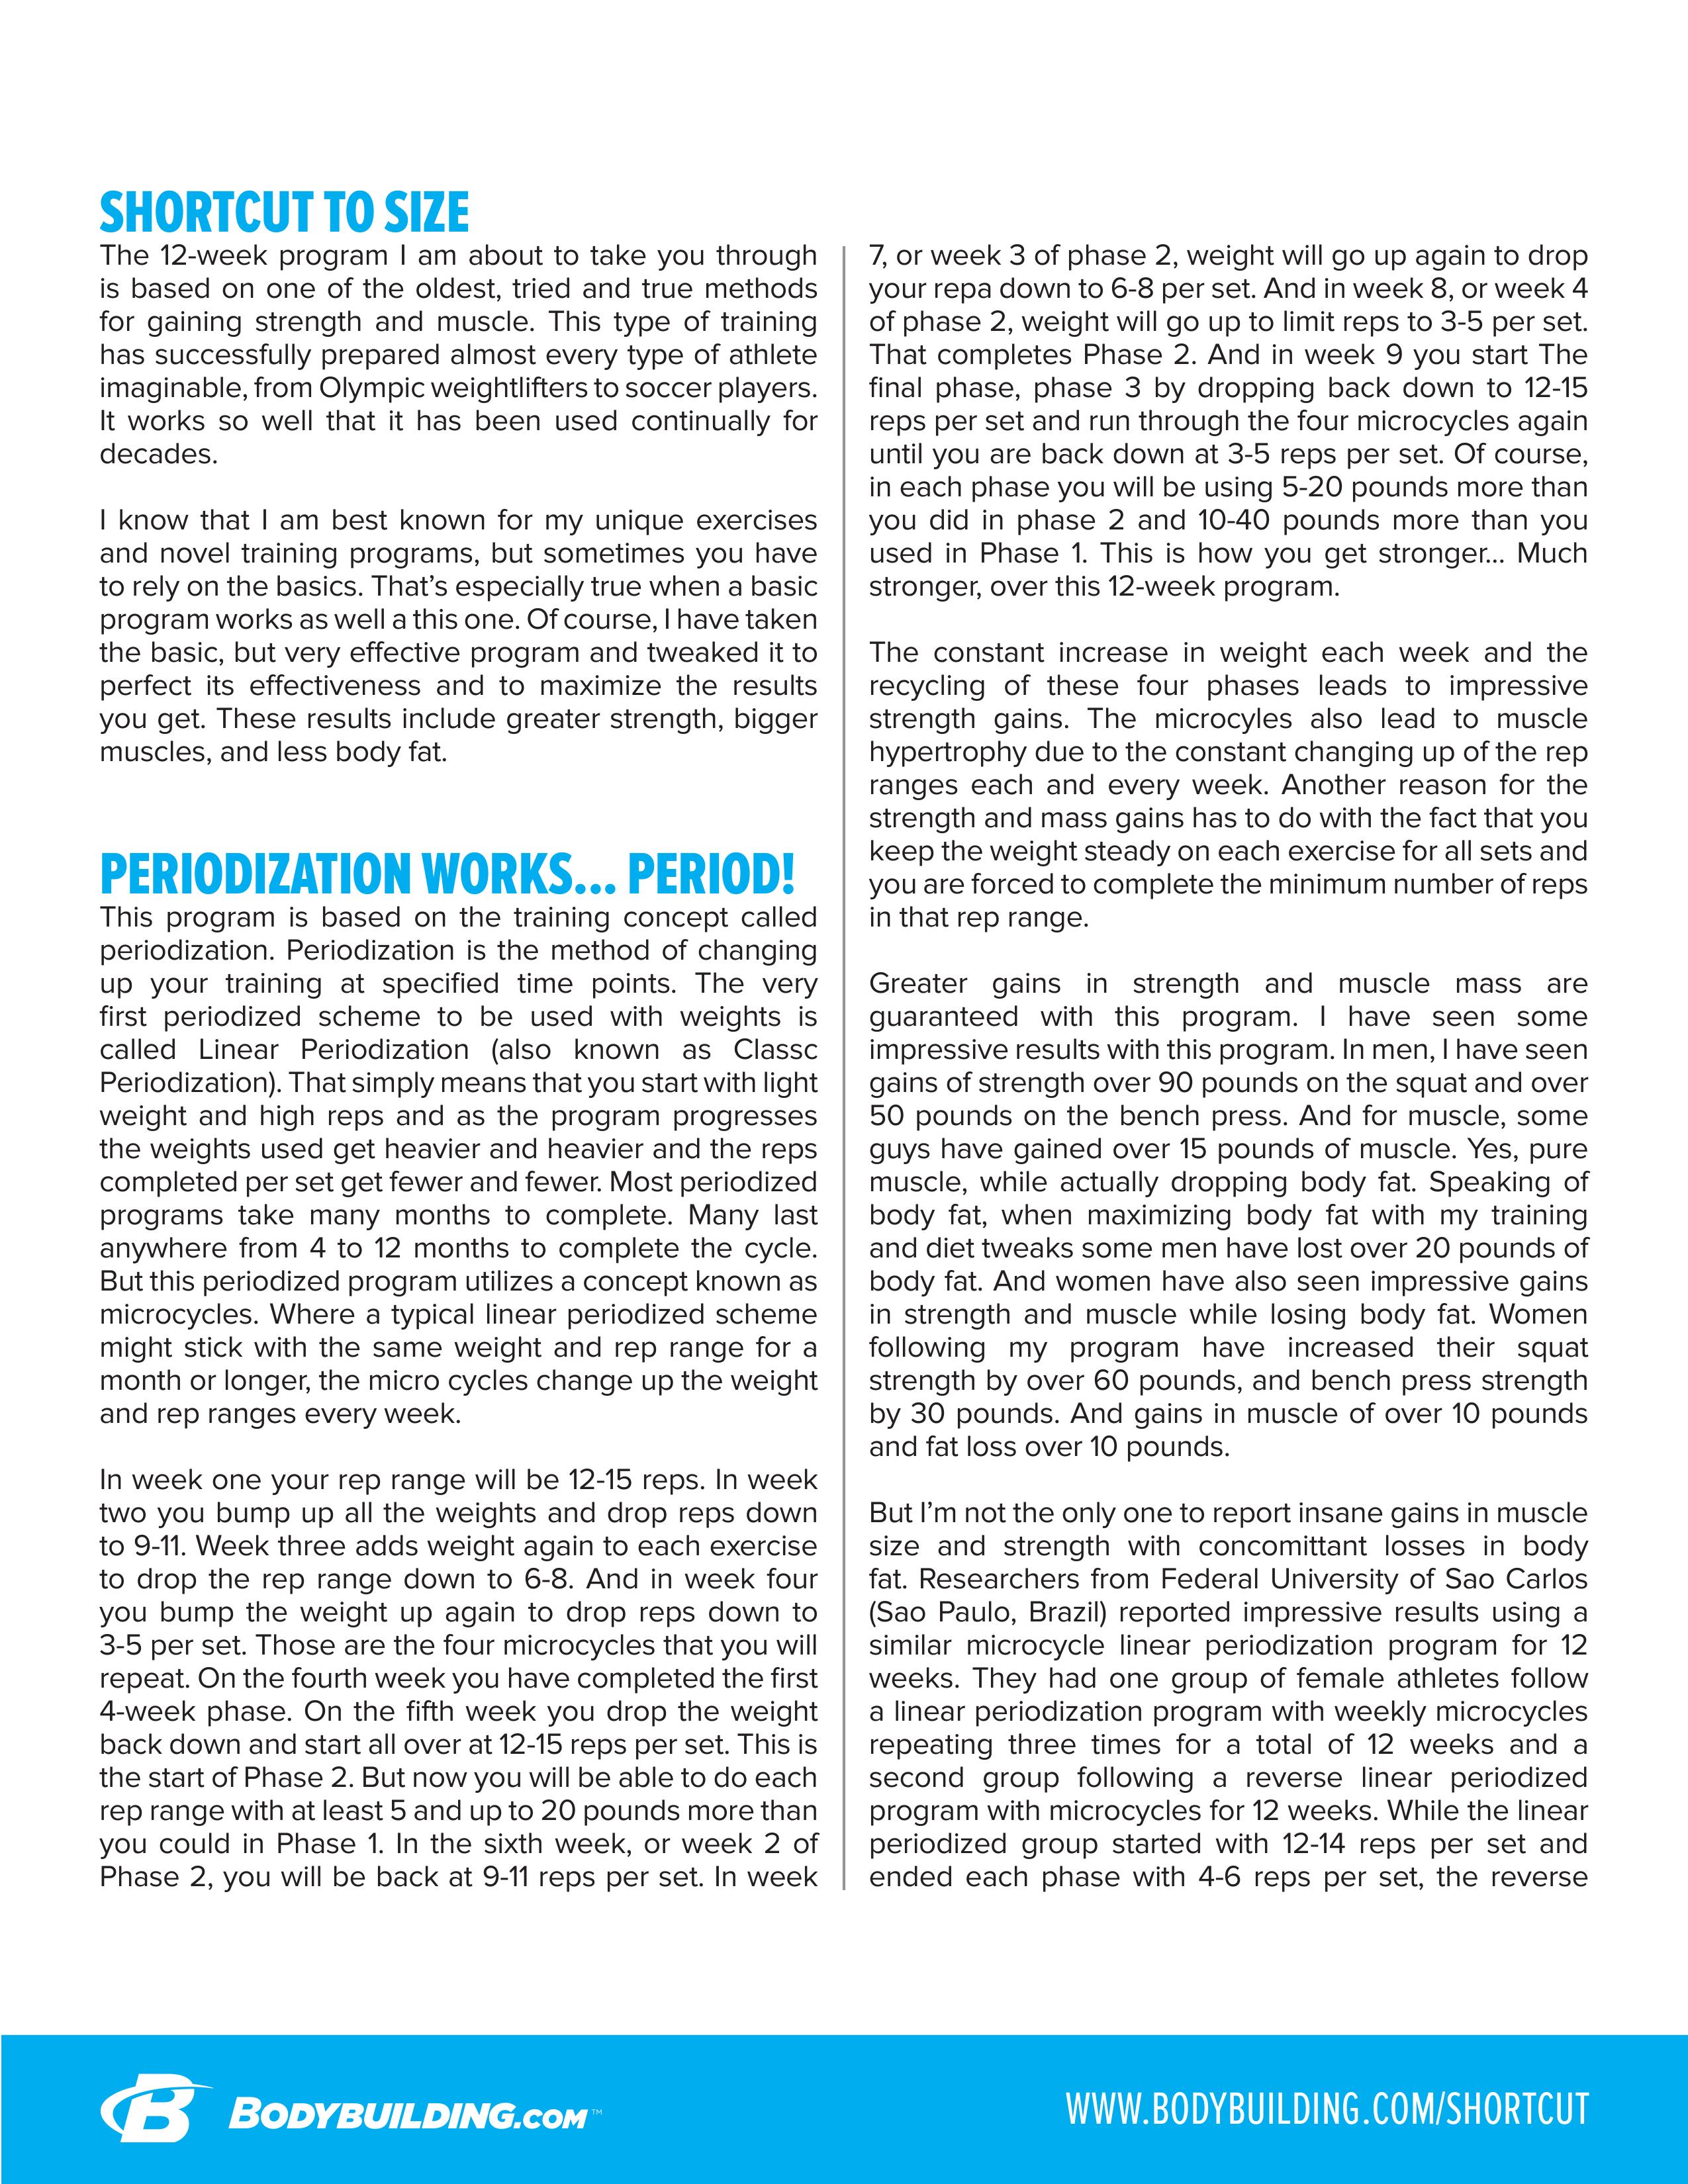 SHORTCUT TO SIZE
The 12-week program I am about to take you through
is based on one of the oldest, tried and true methods
for gaining strength and muscle. This type of training
has successfully prepared almost every type of athlete
imaginable, from Olympic weightlifters to soccer players.
It works so well that it has been used continually for
decades.
I know that I am best known for my unique exercises
and novel training programs, but sometimes you have
to rely on the basics. That’s especially true when a basic
program works as well a this one. Of course, I have taken
the basic, but very effective program and tweaked it to
perfect its effectiveness and to maximize the results
you get. These results include greater strength, bigger
muscles, and less body fat.
PERIODIZATION WORKS... PERIOD!
This program is based on the training concept called
periodization. Periodization is the method of changing
up your training at specified time points. The very
first periodized scheme to be used with weights is
called Linear Periodization (also known as Classc
Periodization). That simply means that you start with light
weight and high reps and as the program progresses
the weights used get heavier and heavier and the reps
completed per set get fewer and fewer. Most periodized
programs take many months to complete. Many last
anywhere from 4 to 12 months to complete the cycle.
But this periodized program utilizes a concept known as
microcycles. Where a typical linear periodized scheme
might stick with the same weight and rep range for a
month or longer, the micro cycles change up the weight
and rep ranges every week.
In week one your rep range will be 12-15 reps. In week
two you bump up all the weights and drop reps down
to 9-11. Week three adds weight again to each exercise
to drop the rep range down to 6-8. And in week four
you bump the weight up again to drop reps down to
3-5 per set. Those are the four microcycles that you will
repeat. On the fourth week you have completed the first
4-week phase. On the fifth week you drop the weight
back down and start all over at 12-15 reps per set. This is
the start of Phase 2. But now you will be able to do each
rep range with at least 5 and up to 20 pounds more than
you could in Phase 1. In the sixth week, or week 2 of
Phase 2, you will be back at 9-11 reps per set. In week
7, or week 3 of phase 2, weight will go up again to drop
your repa down to 6-8 per set. And in week 8, or week 4
of phase 2, weight will go up to limit reps to 3-5 per set.
That completes Phase 2. And in week 9 you start The
final phase, phase 3 by dropping back down to 12-15
reps per set and run through the four microcycles again
until you are back down at 3-5 reps per set. Of course,
in each phase you will be using 5-20 pounds more than
you did in phase 2 and 10-40 pounds more than you
used in Phase 1. This is how you get stronger... Much
stronger, over this 12-week program.
The constant increase in weight each week and the
recycling of these four phases leads to impressive
strength gains. The microcyles also lead to muscle
hypertrophy due to the constant changing up of the rep
ranges each and every week. Another reason for the
strength and mass gains has to do with the fact that you
keep the weight steady on each exercise for all sets and
you are forced to complete the minimum number of reps
in that rep range.
Greater gains in strength and muscle mass are
guaranteed with this program. I have seen some
impressive results with this program. In men, I have seen
gains of strength over 90 pounds on the squat and over
50 pounds on the bench press. And for muscle, some
guys have gained over 15 pounds of muscle. Yes, pure
muscle, while actually dropping body fat. Speaking of
body fat, when maximizing body fat with my training
and diet tweaks some men have lost over 20 pounds of
body fat. And women have also seen impressive gains
in strength and muscle while losing body fat. Women
following my program have increased their squat
strength by over 60 pounds, and bench press strength
by 30 pounds. And gains in muscle of over 10 pounds
and fat loss over 10 pounds.
But I’m not the only one to report insane gains in muscle
size and strength with concomittant losses in body
fat. Researchers from Federal University of Sao Carlos
(Sao Paulo, Brazil) reported impressive results using a
similar microcycle linear periodization program for 12
weeks. They had one group of female athletes follow
a linear periodization program with weekly microcycles
repeating three times for a total of 12 weeks and a
second group following a reverse linear periodized
program with microcycles for 12 weeks. While the linear
periodized group started with 12-14 reps per set and
ended each phase with 4-6 reps per set, the reverse
B BODYBUILDING.COM™
WWW.BODYBUILDING.COM/SHORTCUT